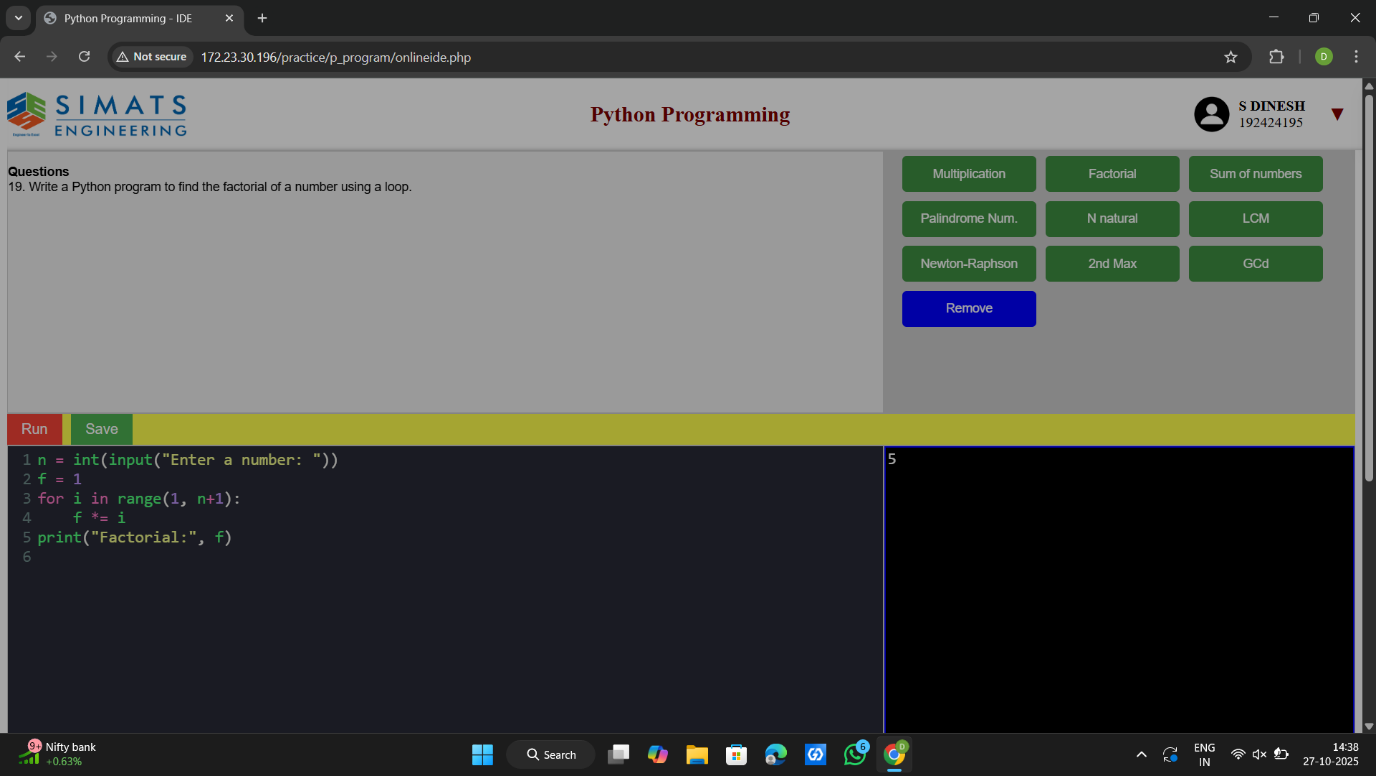 Python Programming - IDE
Not secure
172.23.30.196/practice/p_program/onlineide.php
D
SIMATS
ENGINEERING
Python Programming
S DINESH
192424195
Questions
19. Write a Python program to find the factorial of a number using a loop.
Multiplication
Factorial
Sum of numbers
Palindrome Num.
N natural
LCM
Newton-Raphson
2nd Max
GCd
Remove
Run
Save
1 n = int(input("Enter a number: "))
2 f = 1
3 for i in range(1, n+1):
4     f *= i
5 print("Factorial:", f)
6
5
9+
Nifty bank
+0.63%
Search
6
D
ENG
IN
14:38
27-10-2025